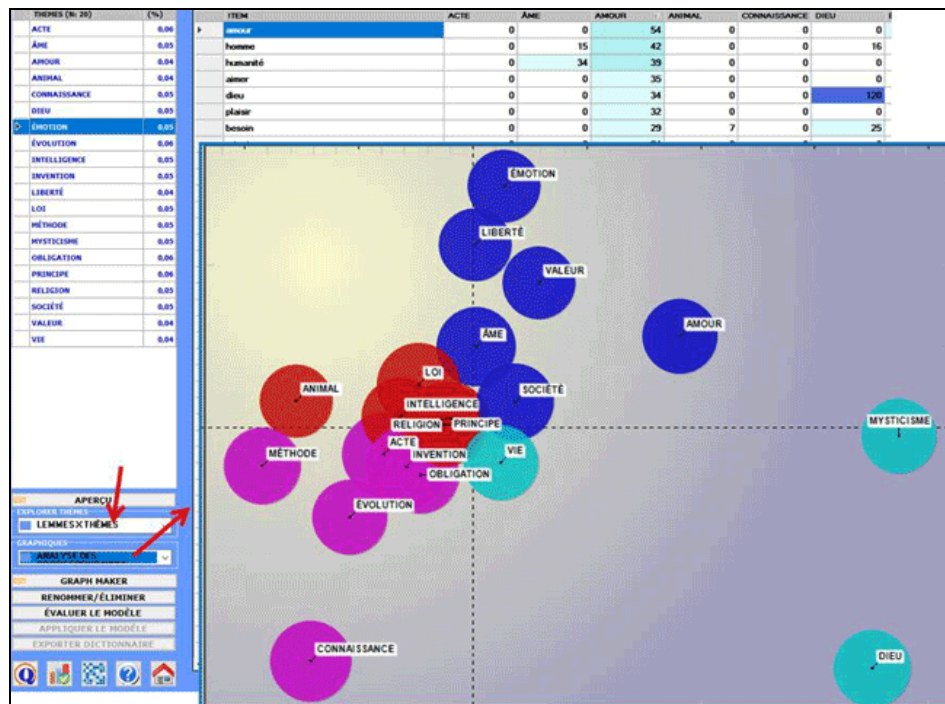 THEMES (N: 20) (%)
ACTE 0,06
ÂME 0,05
AMOUR 0,04
ANIMAL 0,04
CONNAISSANCE 0,05
DIEU 0,05
ÉMOTION 0,05
ÉVOLUTION 0,06
INTELLIGENCE 0,05
INVENTION 0,05
LIBERTÉ 0,04
LOI 0,05
MÉTHODE 0,05
MYSTICISME 0,05
OBLIGATION 0,06
PRINCIPE 0,06
RELIGION 0,05
SOCIÉTÉ 0,05
VALEUR 0,04
VIE 0,04
APERÇU
EXPLORER THÈMES
LEMMES X THÈMES
GRAPHIQUES
ANALYSE DES
GRAPH MAKER
RENOMMER/ÉLIMINER
ÉVALUER LE MODÈLE
APPLIQUER LE MODÈLE
EXPORTER DICTIONNAIRE
ITEM ACTE ÂME AMOUR ANIMAL CONNAISSANCE DIEU
amour 0 0 54 0 0 0
homme 0 15 42 0 0 16
humanité 0 34 39 0 0 0
aimer 0 0 35 0 0 0
dieu 0 0 34 0 0 120
plaisir 0 0 32 0 0 0
besoin 0 0 29 7 0 25
ÉMOTION
LIBERTÉ
VALEUR
AMOUR
ÂME
LOI
ANIMAL
SOCIÉTÉ
INTELLIGENCE
MYSTICISME
RELIGION
PRINCIPE
ACTE
VIE
MÉTHODE
INVENTION
OBLIGATION
ÉVOLUTION
CONNAISSANCE
DIEU